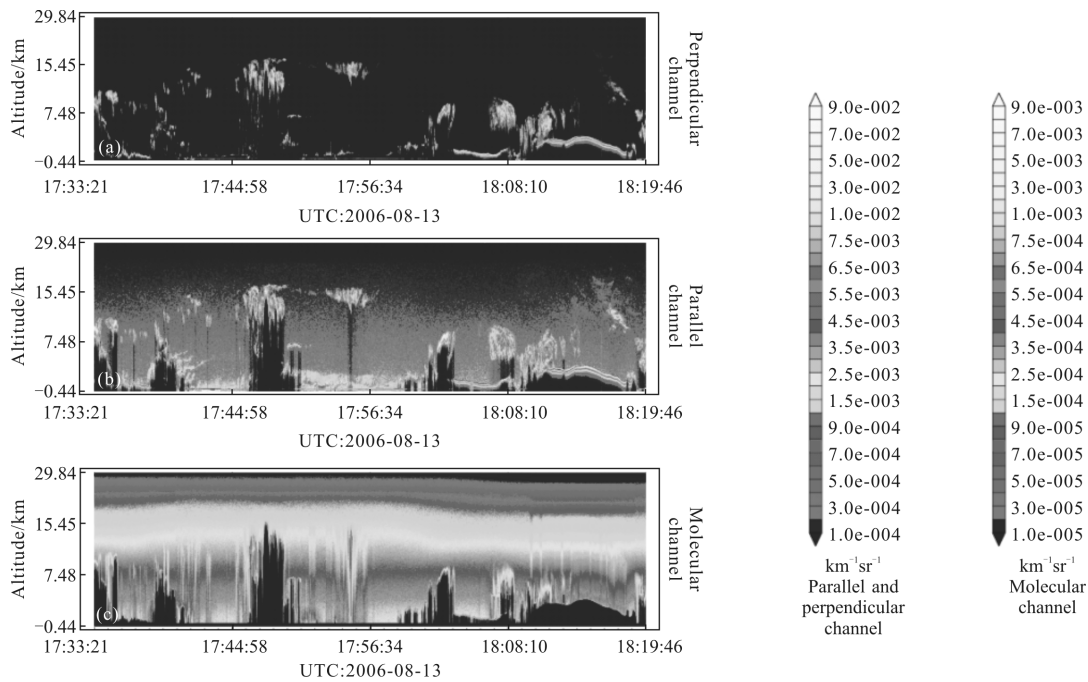 29.84
15.45
7.48
−0.44
Altitude/km
(a)
Perpendicular
channel
17:33:21
17:44:58
17:56:34
18:08:10
18:19:46
UTC:2006-08-13
29.84
15.45
7.48
−0.44
Altitude/km
(b)
Parallel
channel
17:33:21
17:44:58
17:56:34
18:08:10
18:19:46
UTC:2006-08-13
29.84
15.45
7.48
−0.44
Altitude/km
(c)
Molecular
channel
17:33:21
17:44:58
17:56:34
18:08:10
18:19:46
UTC:2006-08-13
9.0e-002
7.0e-002
5.0e-002
3.0e-002
1.0e-002
7.5e-003
6.5e-003
5.5e-003
4.5e-003
3.5e-003
2.5e-003
1.5e-003
9.0e-004
7.0e-004
5.0e-004
3.0e-004
1.0e-004
km⁻¹sr⁻¹
Parallel and
perpendicular
channel
9.0e-003
7.0e-003
5.0e-003
3.0e-003
1.0e-003
7.5e-004
6.5e-004
5.5e-004
4.5e-004
3.5e-004
2.5e-004
1.5e-004
9.0e-005
7.0e-005
5.0e-005
3.0e-005
1.0e-005
km⁻¹sr⁻¹
Molecular
channel